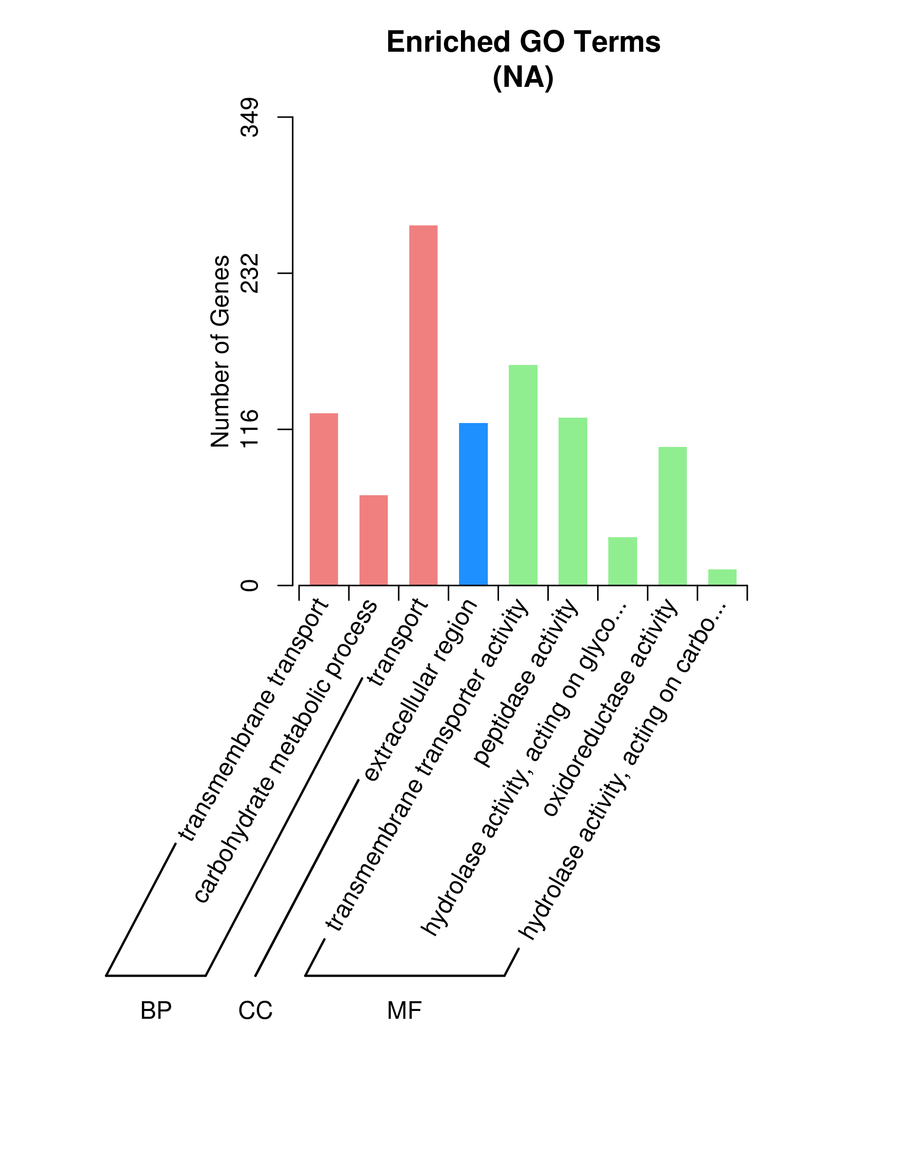 Enriched GO Terms
(NA)
Number of Genes
349
232
116
0
transmembrane transport
carbohydrate metabolic process
transport
extracellular region
transmembrane transporter activity
peptidase activity
hydrolase activity, acting on glyco...
oxidoreductase activity
hydrolase activity, acting on carbo...
BP
CC
MF